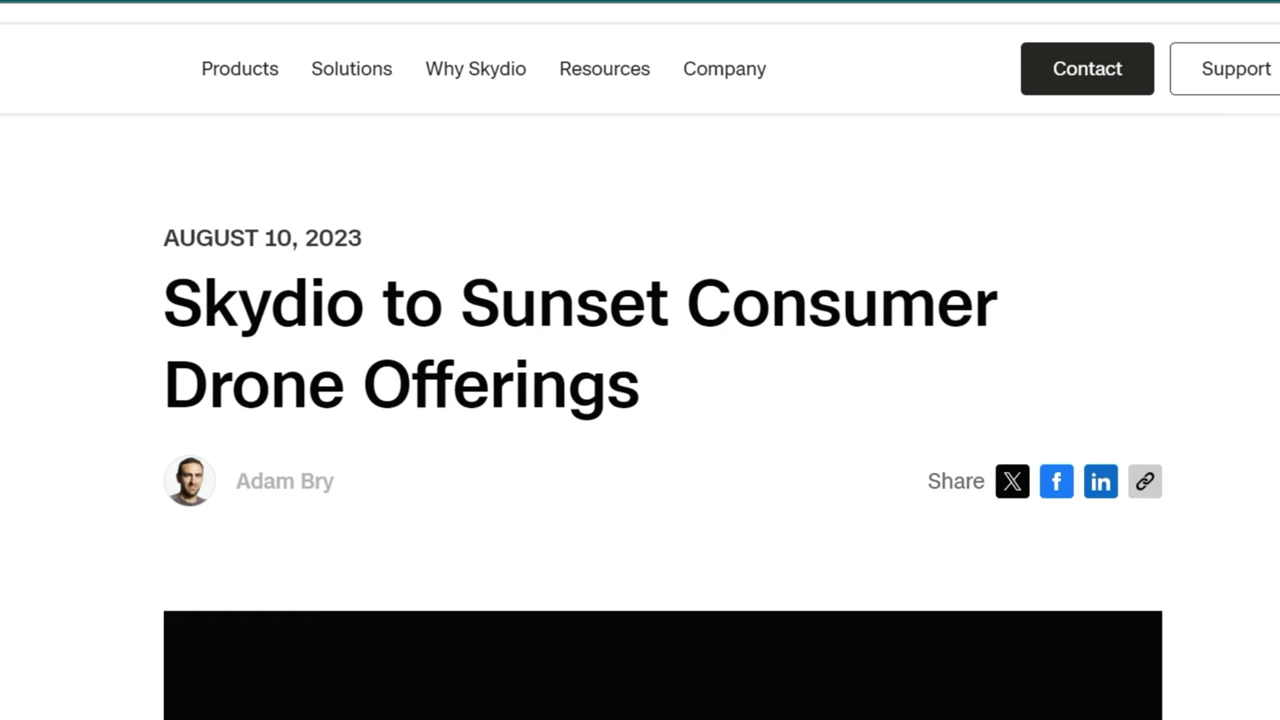 Products Solutions Why Skydio Resources Company Contact Support
AUGUST 10, 2023
Skydio to Sunset Consumer
Drone Offerings
Adam Bry Share